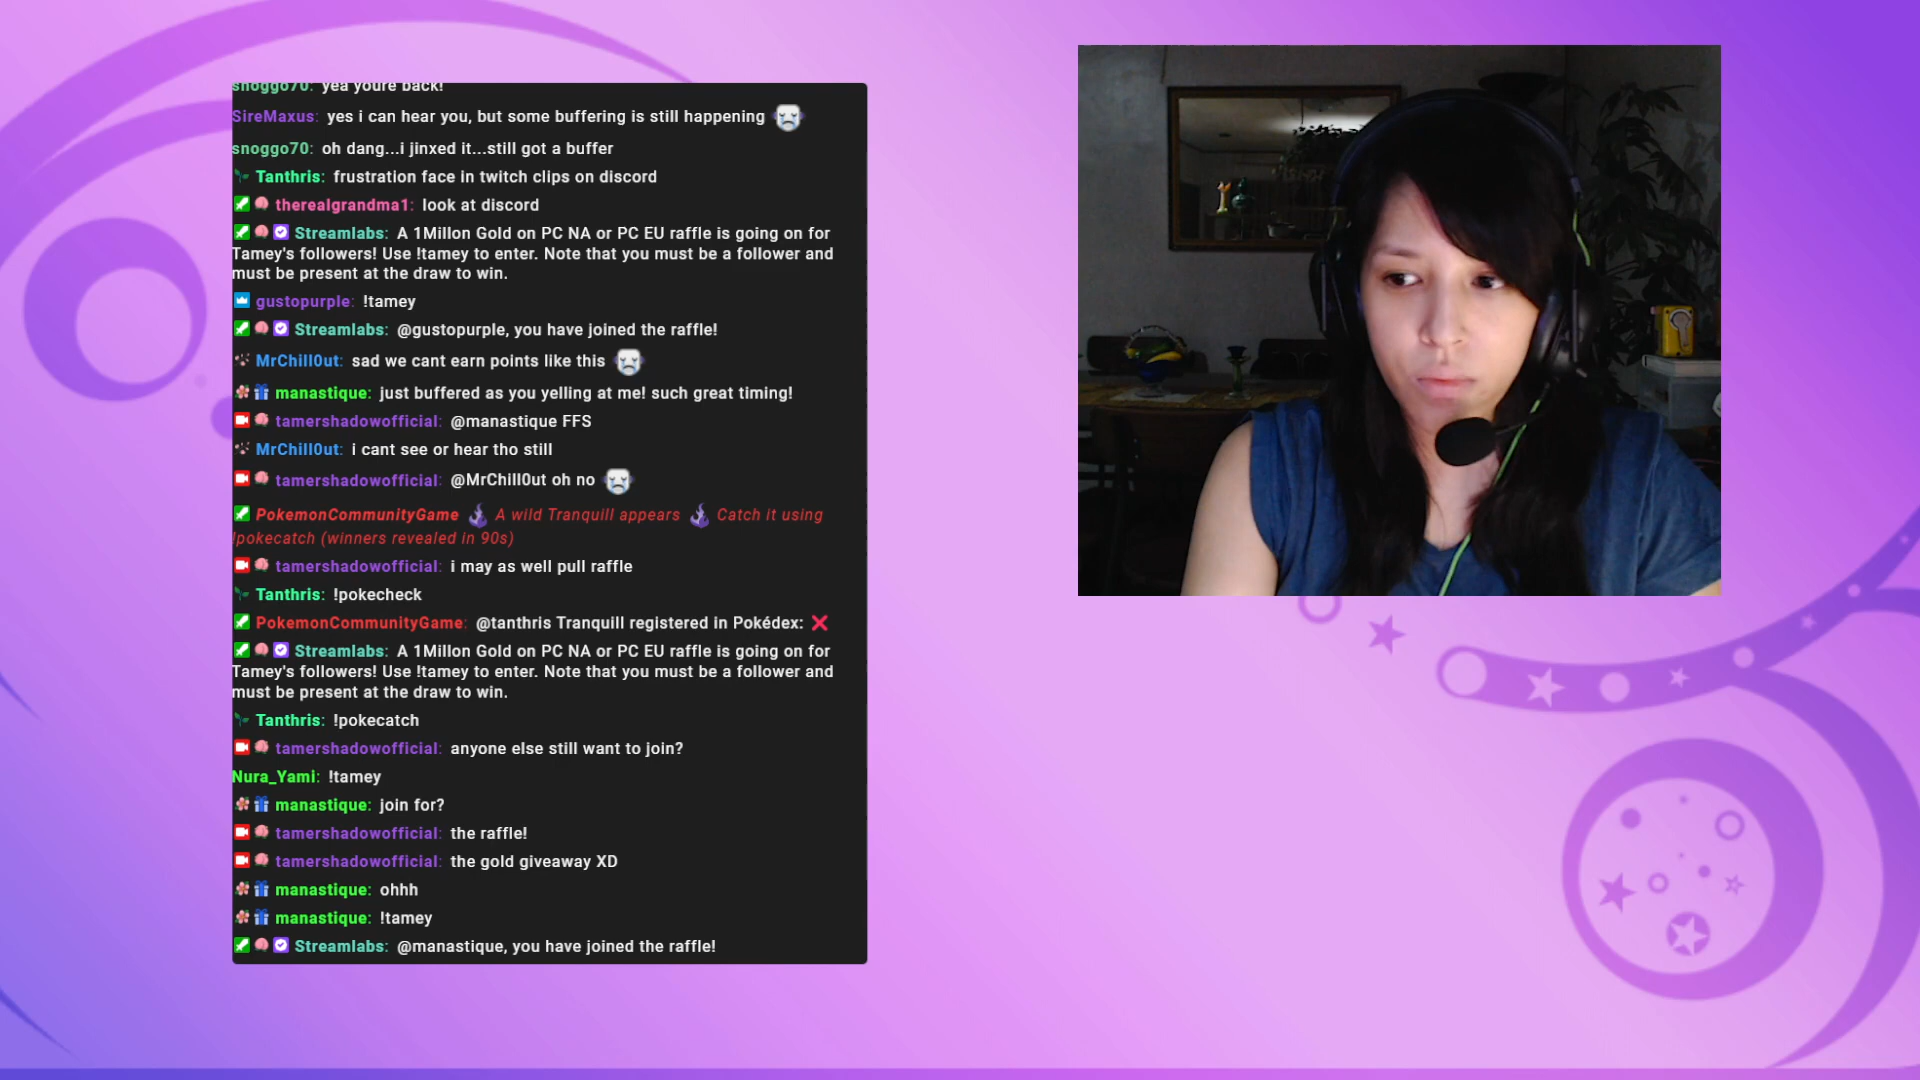 snoggo70: yea youre back!
SireMaxus: yes i can hear you, but some buffering is still happening
snoggo70: oh dang...i jinxed it...still got a buffer
Tanthris: frustration face in twitch clips on discord
therealgrandma1: look at discord
Streamlabs: A 1Millon Gold on PC NA or PC EU raffle is going on for
Tamey's followers! Use !tamey to enter. Note that you must be a follower and
must be present at the draw to win.
gustopurple: !tamey
Streamlabs: @gustopurple, you have joined the raffle!
MrChill0ut: sad we cant earn points like this
manastique: just buffered as you yelling at me! such great timing!
tamershadowofficial: @manastique FFS
MrChill0ut: i cant see or hear tho still
tamershadowofficial: @MrChill0ut oh no
PokemonCommunityGame A wild Tranquill appears Catch it using
!pokecatch (winners revealed in 90s)
tamershadowofficial: i may as well pull raffle
Tanthris: !pokecheck
PokemonCommunityGame: @tanthris Tranquill registered in Pokédex: ❌
Streamlabs: A 1Millon Gold on PC NA or PC EU raffle is going on for
Tamey's followers! Use !tamey to enter. Note that you must be a follower and
must be present at the draw to win.
Tanthris: !pokecatch
tamershadowofficial: anyone else still want to join?
Nura_Yami: !tamey
manastique: join for?
tamershadowofficial: the raffle!
tamershadowofficial: the gold giveaway XD
manastique: ohhh
manastique: !tamey
Streamlabs: @manastique, you have joined the raffle!